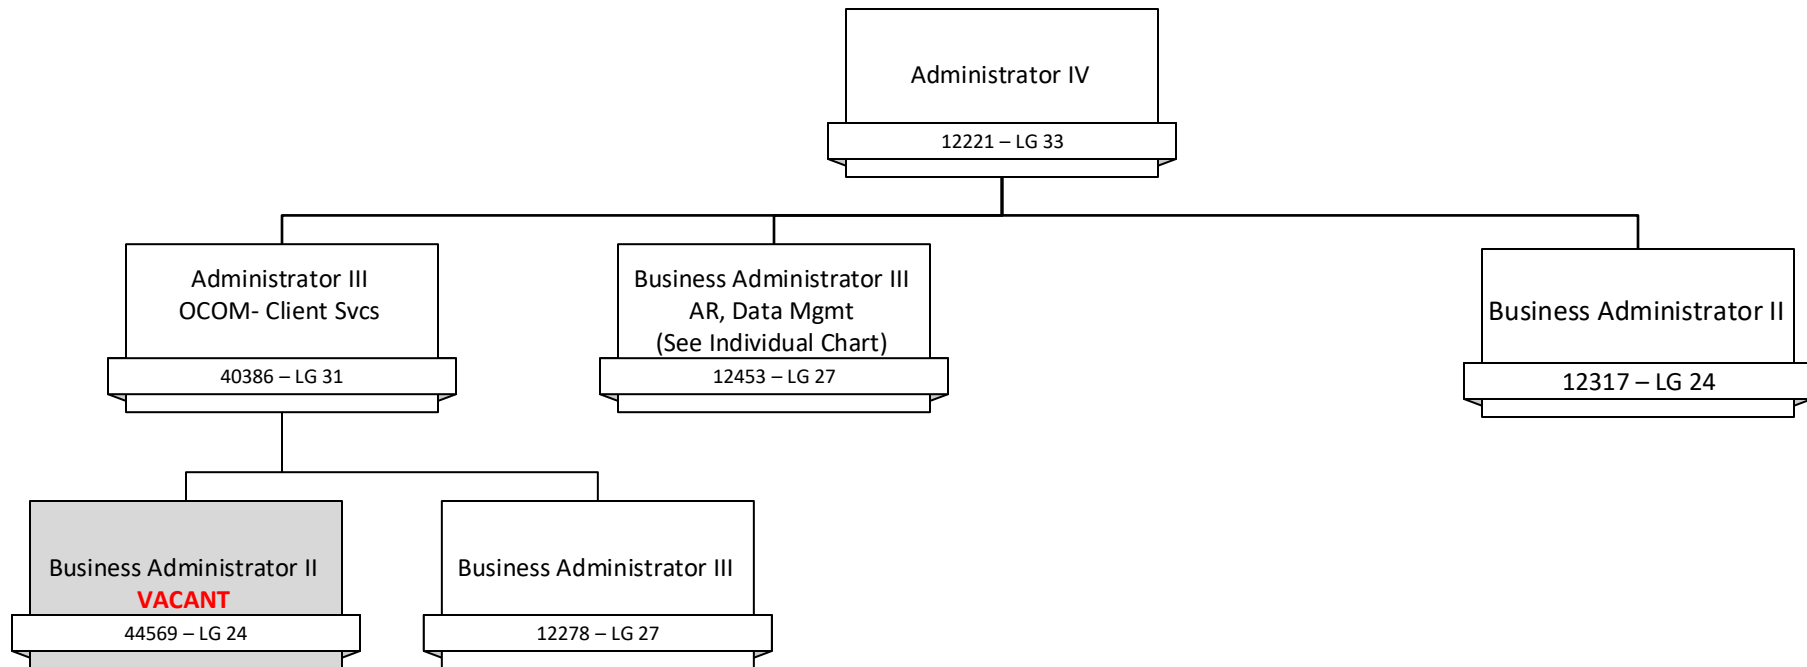 Administrator IV
12221 – LG 33
Administrator III
OCOM- Client Svcs
40386 – LG 31
Business Administrator III
AR, Data Mgmt
(See Individual Chart)
12453 – LG 27
Business Administrator II
12317 – LG 24
Business Administrator II
VACANT
44569 – LG 24
Business Administrator III
12278 – LG 27